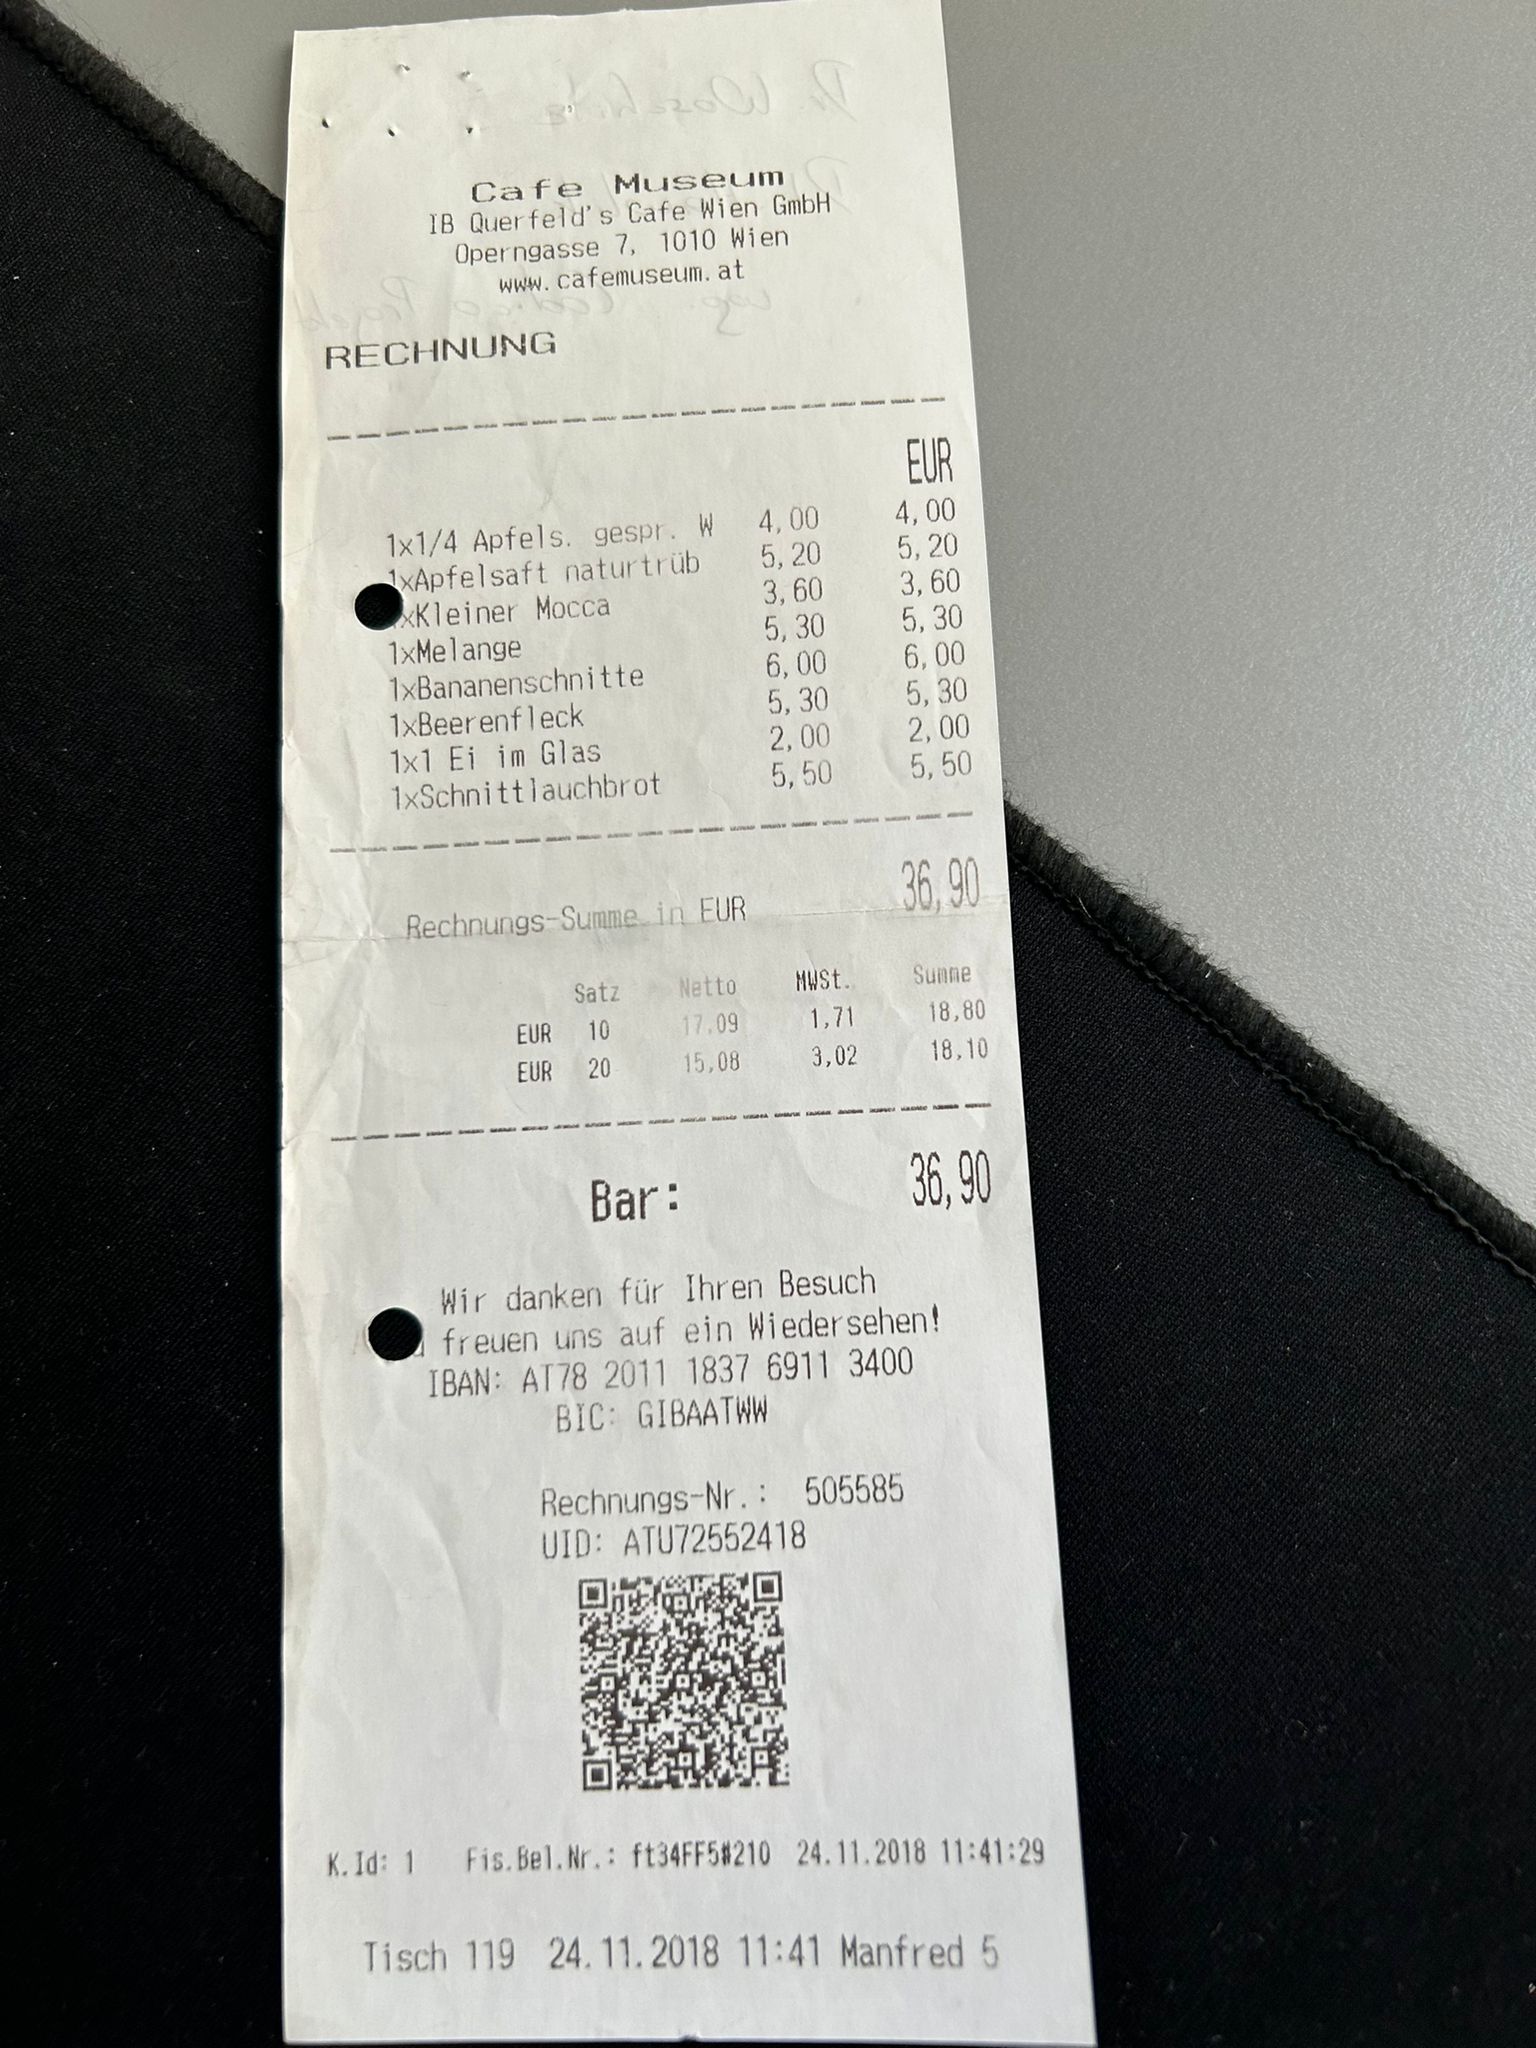 Cafe Museum
IB Querfeld's Cafe Wien GmbH
Operngasse 7, 1010 Wien
www.cafemuseum.at
RECHNUNG
EUR
1x1/4 Apfels. gespr. W 4,00 4,00
1xApfelsaft naturtrüb 5,20 5,20
xKleiner Mocca 3,60 3,60
1xMelange 5,30 5,30
1xBananenschnitte 6,00 6,00
1xBeerenfleck 5,30 5,30
1x1 Ei im Glas 2,00 2,00
1xSchnittlauchbrot 5,50 5,50
Rechnungs-Summe in EUR 36,90
Satz Netto MWSt. Summe
EUR 10 17,09 1,71 18,80
EUR 20 15,08 3,02 18,10
Bar: 36,90
Wir danken für Ihren Besuch
freuen uns auf ein Wiedersehen!
IBAN: AT78 2011 1837 6911 3400
BIC: GIBAATWW
Rechnungs-Nr.: 505585
UID: ATU72552418
K.Id: 1 Fis.Bel.Nr.: ft34FF5#210 24.11.2018 11:41:29
Tisch 119 24.11.2018 11:41 Manfred 5